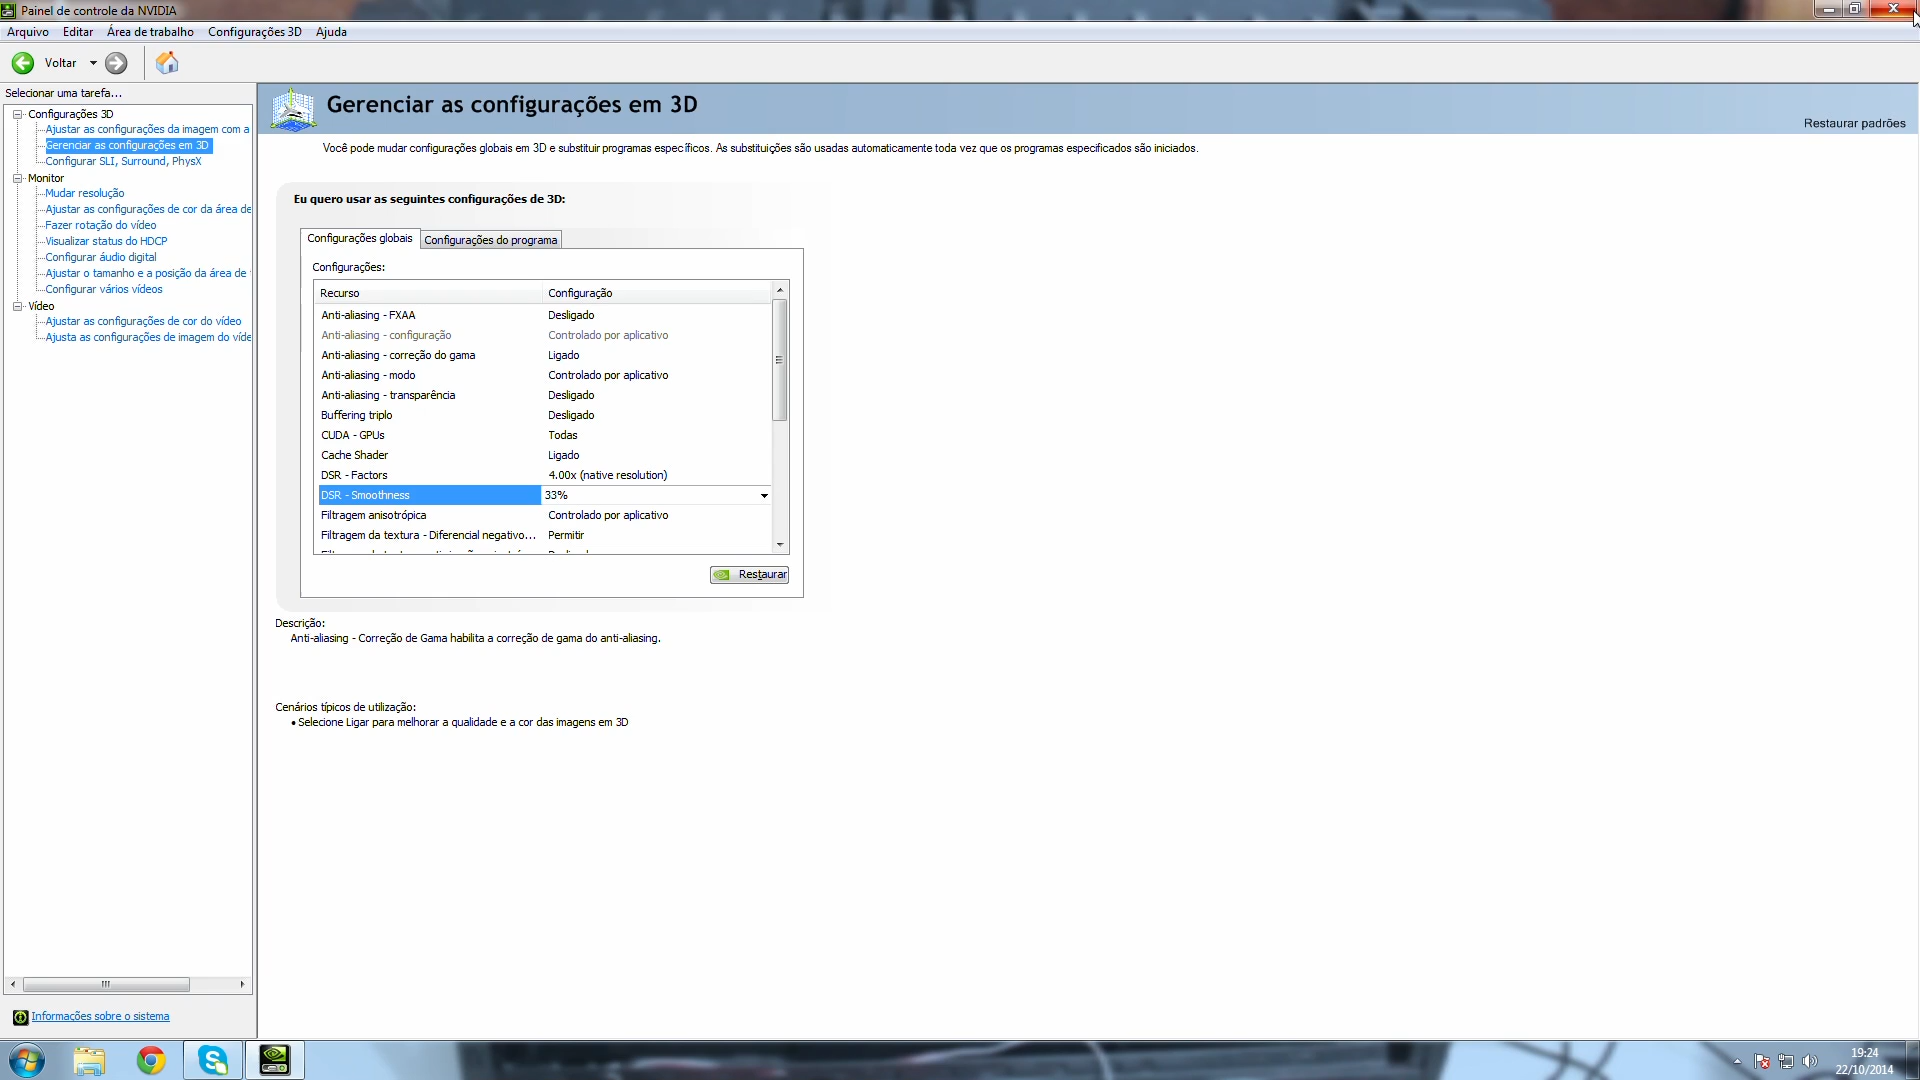 Painel de controle da NVIDIA
Arquivo Editar Área de trabalho Configurações 3D Ajuda
Voltar
Selecionar uma tarefa...
Configurações 3D
Ajustar as configurações da imagem com a
Gerenciar as configurações em 3D
Configurar SLI, Surround, PhysX
Monitor
Mudar resolução
Ajustar as configurações de cor da área de
Fazer rotação do vídeo
Visualizar status do HDCP
Configurar áudio digital
Ajustar o tamanho e a posição da área de
Configurar vários vídeos
Vídeo
Ajustar as configurações de cor do vídeo
Ajusta as configurações de imagem do víde
Informações sobre o sistema
Gerenciar as configurações em 3D
Restaurar padrões
Você pode mudar configurações globais em 3D e substituir programas específicos. As substituições são usadas automaticamente toda vez que os programas especificados são iniciados.
Eu quero usar as seguintes configurações de 3D:
Configurações globais Configurações do programa
Configurações:
Recurso Configuração
Anti-aliasing - FXAA Desligado
Anti-aliasing - configuração Controlado por aplicativo
Anti-aliasing - correção do gama Ligado
Anti-aliasing - modo Controlado por aplicativo
Anti-aliasing - transparência Desligado
Buffering triplo Desligado
CUDA - GPUs Todas
Cache Shader Ligado
DSR - Factors 4.00x (native resolution)
DSR - Smoothness 33%
Filtragem anisotrópica Controlado por aplicativo
Filtragem da textura - Diferencial negativo... Permitir
Restaurar
Descrição:
Anti-aliasing - Correção de Gama habilita a correção de gama do anti-aliasing.
Cenários típicos de utilização:
• Selecione Ligar para melhorar a qualidade e a cor das imagens em 3D
19:24
22/10/2014